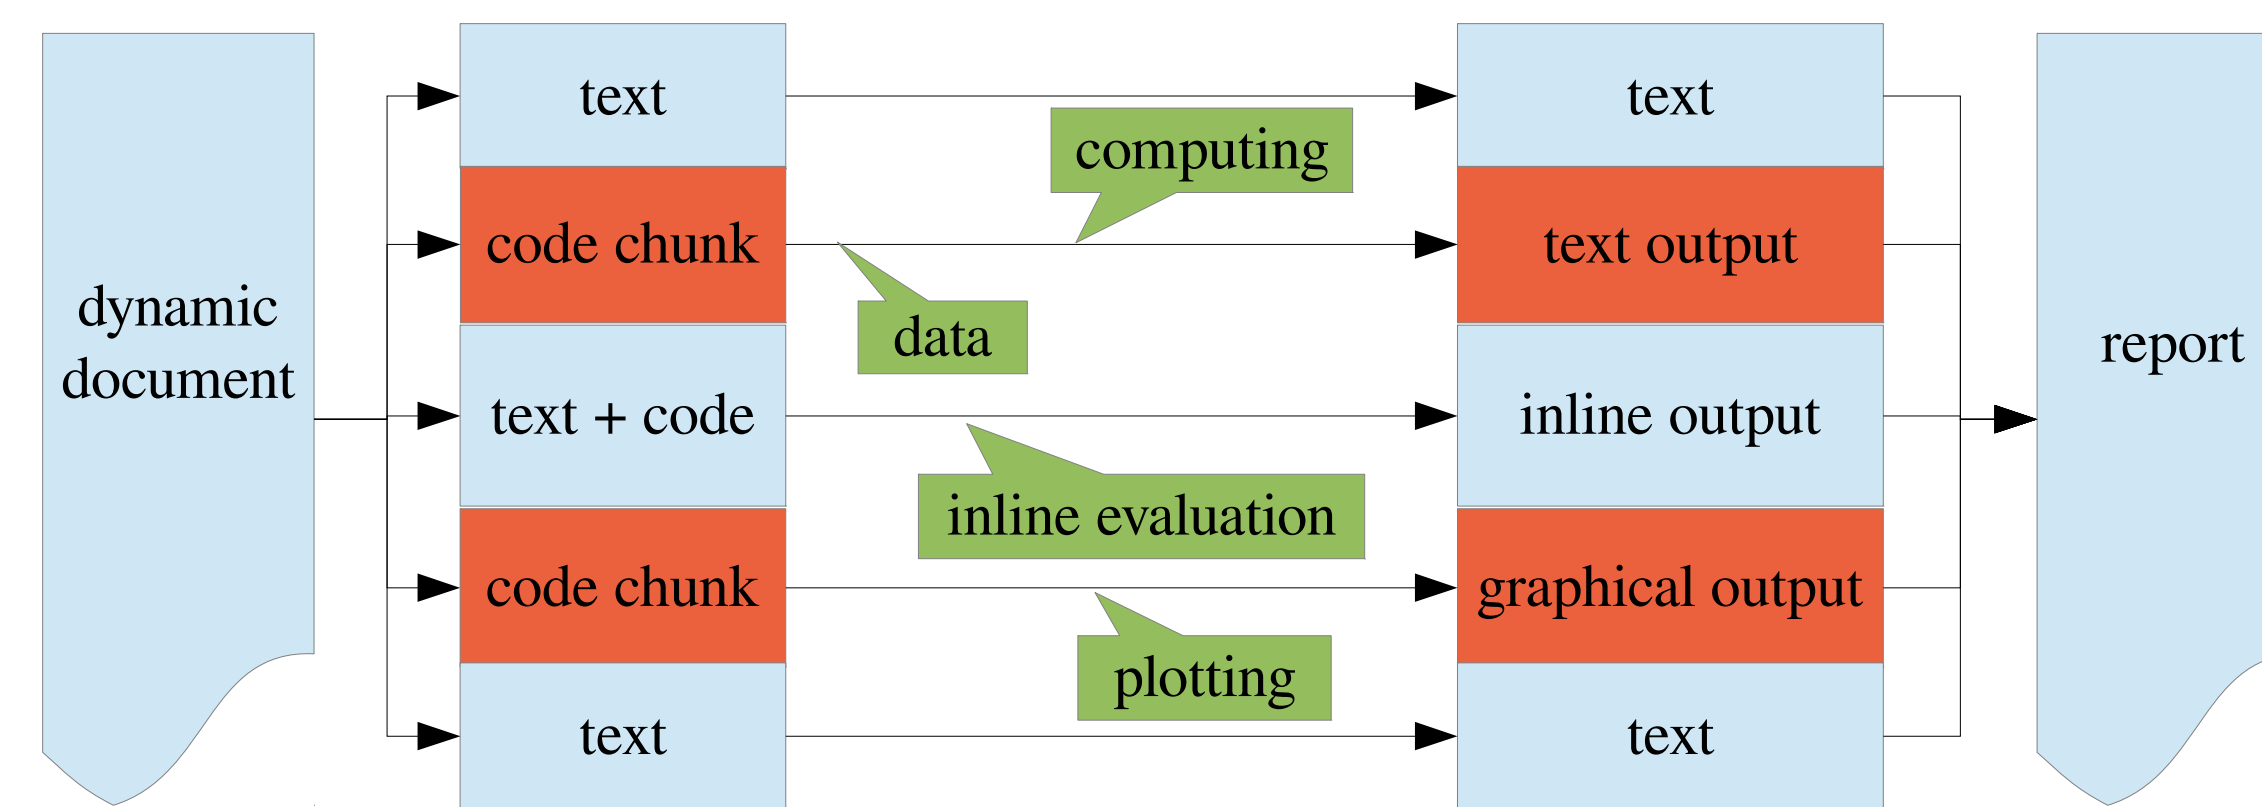 dynamic
document
text
code chunk
text + code
code chunk
text
computing
data
inline evaluation
plotting
text
text output
inline output
graphical output
text
report